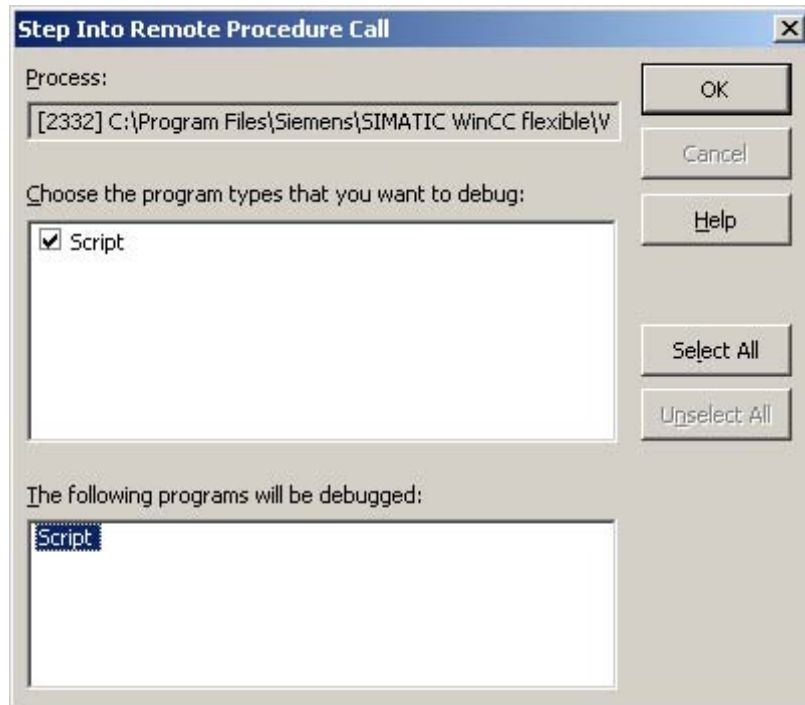 Step Into Remote Procedure Call
Process:
[2332] C:\Program Files\Siemens\SIMATIC WinCC flexible\V
OK
Cancel
Choose the program types that you want to debug:
Script
Help
Select All
Unselect All
The following programs will be debugged:
Script